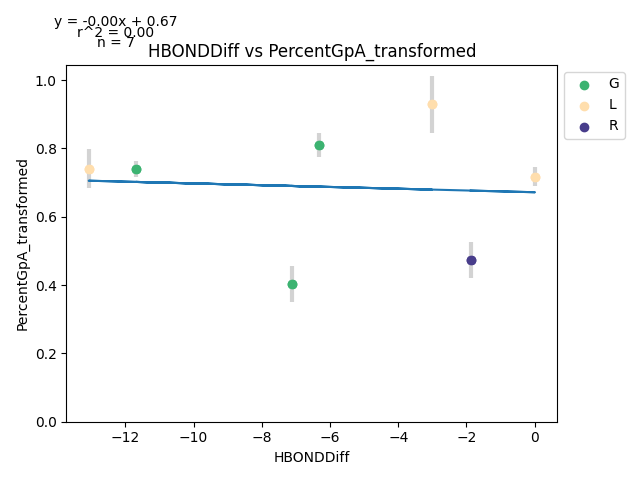 y = -0.00x + 0.67
r^2 = 0.00
n = 7
HBONDDiff vs PercentGpA_transformed
G
L
R
PercentGpA_transformed
1.0
0.8
0.6
0.4
0.2
0.0
−12
−10
−8
−6
−4
−2
0
HBONDDiff